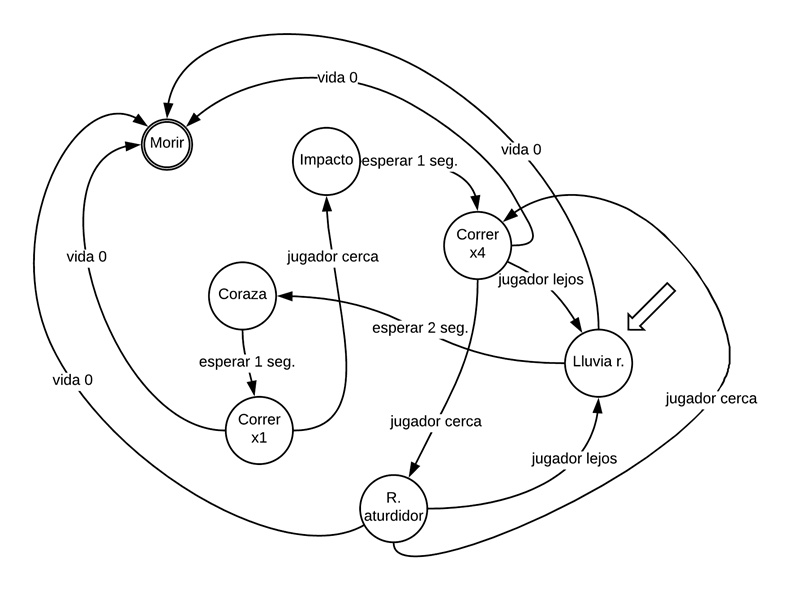 vida 0
Morir
vida 0
Impacto
esperar 1 seg.
Correr
x4
vida 0
jugador cerca
jugador lejos
Coraza
esperar 2 seg.
esperar 1 seg.
Lluvia r.
vida 0
jugador cerca
Correr
x1
jugador cerca
jugador lejos
R.
aturdidor